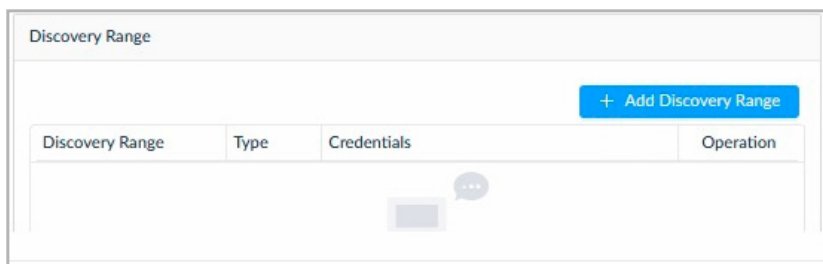 Discovery Range
+ Add Discovery Range
Discovery Range Type Credentials Operation